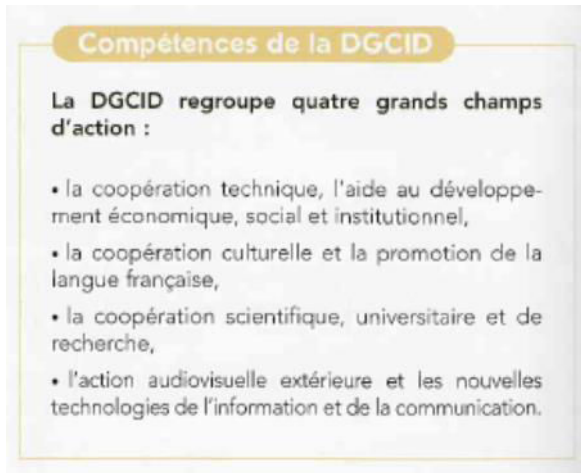 Compétences de la DGCID
La DGCID regroupe quatre grands champs
d'action :
• la coopération technique, l'aide au développe-
ment économique, social et institutionnel,
• la coopération culturelle et la promotion de la
langue française,
• la coopération scientifique, universitaire et de
recherche,
• l'action audiovisuelle extérieure et les nouvelles
technologies de l'information et de la communication.